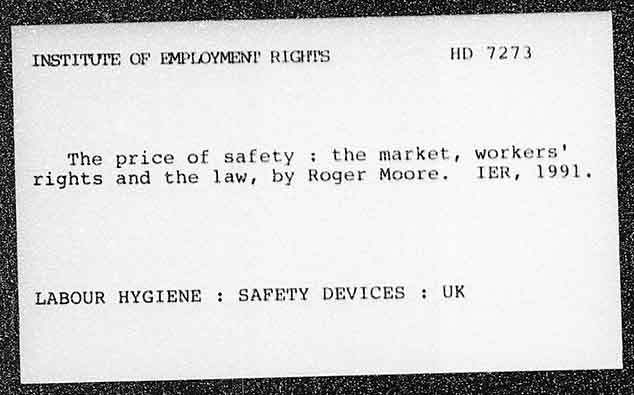 INSTITUTE OF EMPLOYMENT RIGHTS HD 7273
The price of safety : the market, workers'
rights and the law, by Roger Moore. IER, 1991.
LABOUR HYGIENE : SAFETY DEVICES : UK